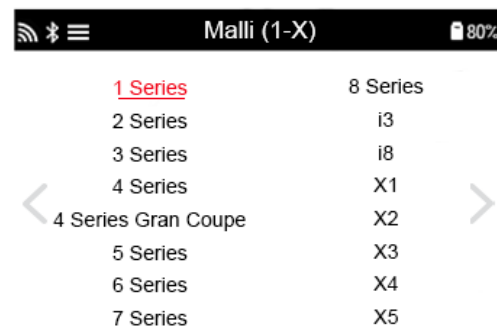 Malli (1-X) 80%
1 Series 8 Series
2 Series i3
3 Series i8
4 Series X1
4 Series Gran Coupe X2
5 Series X3
6 Series X4
7 Series X5